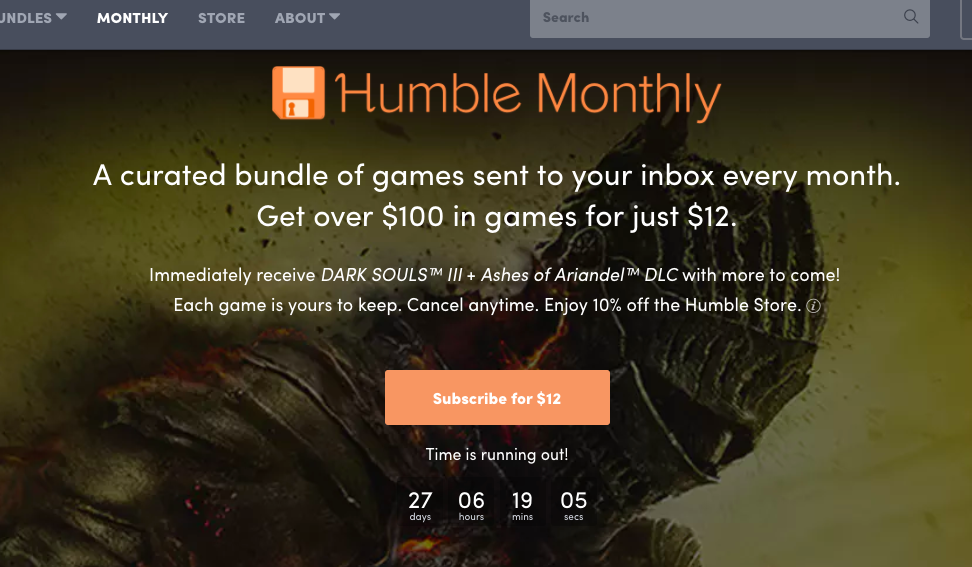 UNDLES MONTHLY STORE ABOUT Search
Humble Monthly
A curated bundle of games sent to your inbox every month.
Get over $100 in games for just $12.
Immediately receive DARK SOULS™ III + Ashes of Ariandel™ DLC with more to come!
Each game is yours to keep. Cancel anytime. Enjoy 10% off the Humble Store. i
Subscribe for $12
Time is running out!
27 06 19 05
days hours mins secs